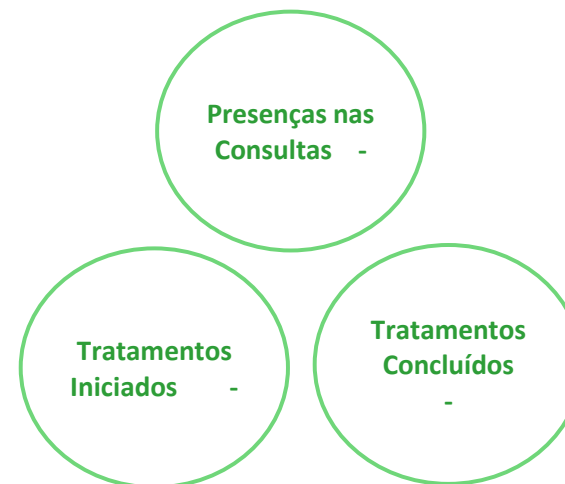 Presenças nas
Consultas -
Tratamentos
Iniciados -
Tratamentos
Concluídos
-